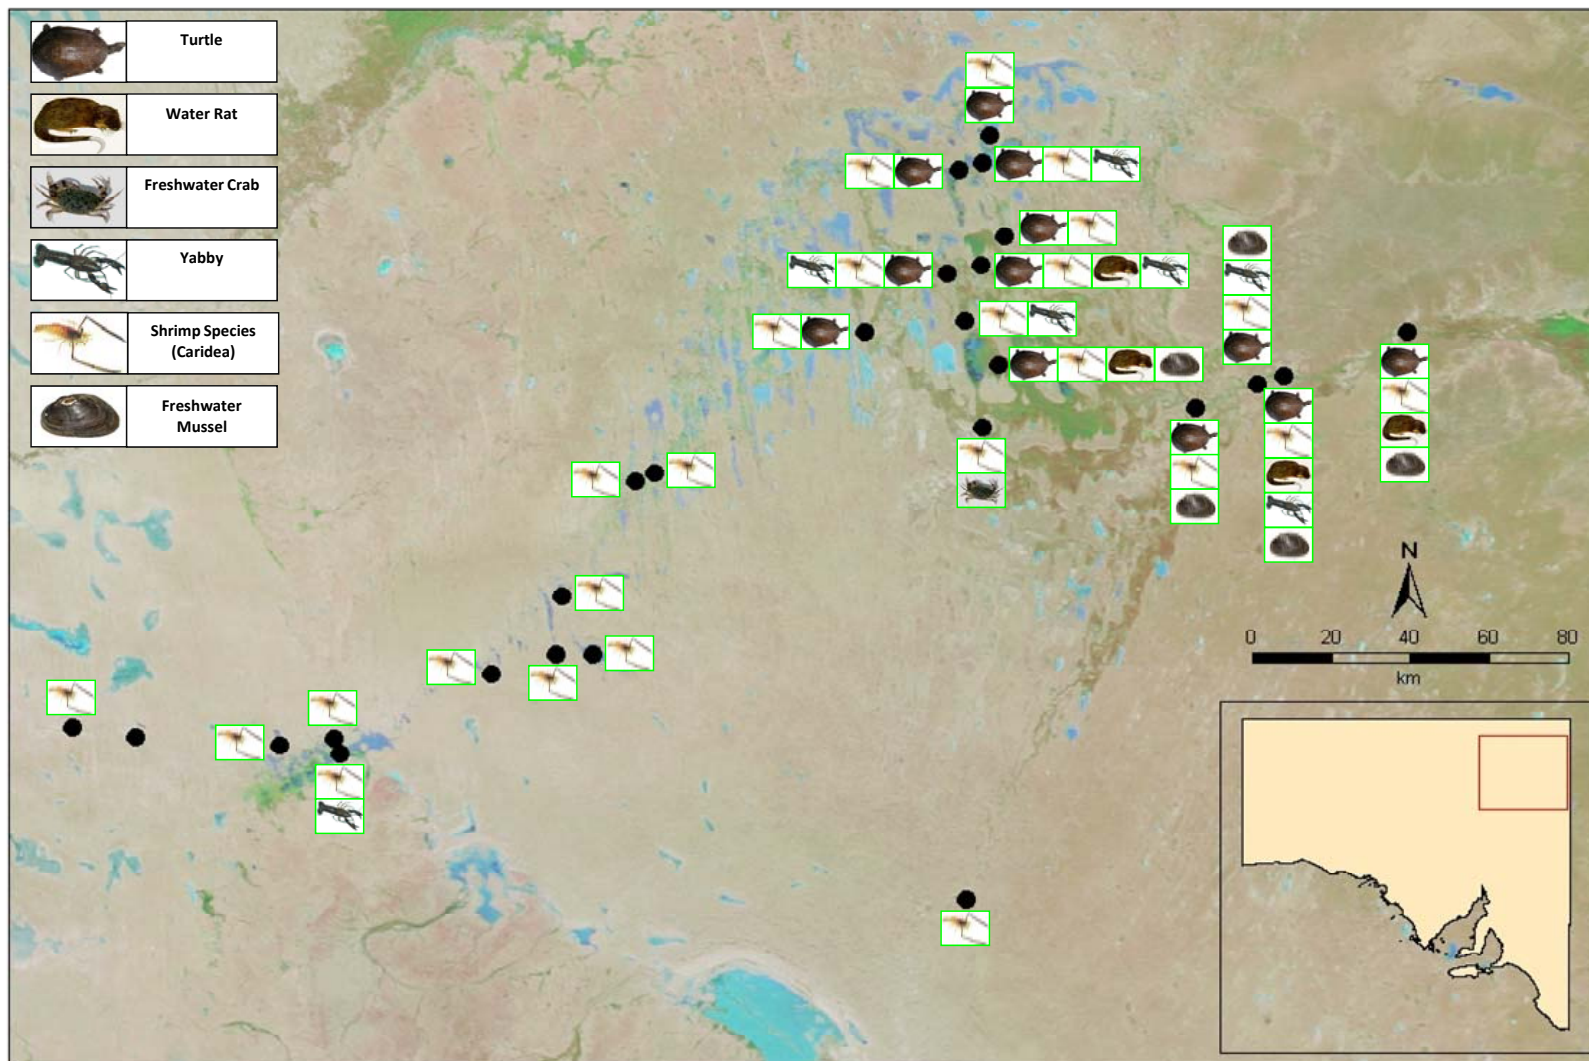 Turtle
Water Rat
Freshwater Crab
Yabby
Shrimp Species
(Caridea)
Freshwater
Mussel
N
0 20 40 60 80
km